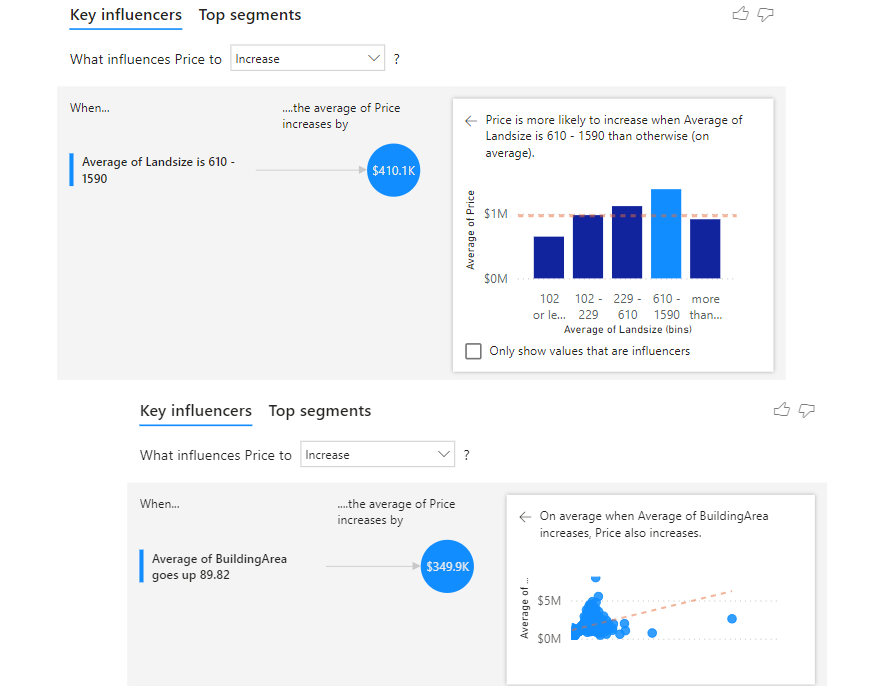 Key influencers Top segments
What influences Price to Increase ?
When...
....the average of Price
increases by
Average of Landsize is 610 -
1590
$410.1K
Price is more likely to increase when Average of
Landsize is 610 - 1590 than otherwise (on
average).
Average of Price
$1M
$0M
102 102 - 229 - 610 - more
or le... 229 610 1590 than...
Average of Landsize (bins)
Only show values that are influencers
Key influencers Top segments
What influences Price to Increase ?
When...
....the average of Price
increases by
Average of BuildingArea
goes up 89.82
$349.9K
On average when Average of BuildingArea
increases, Price also increases.
Average of ...
$5M
$0M